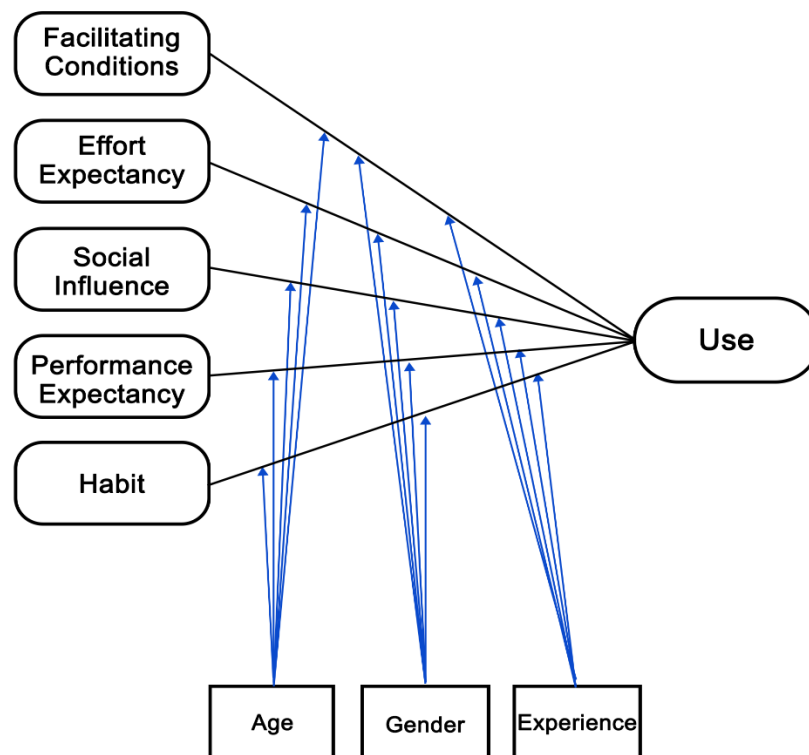 Facilitating
Conditions
Effort
Expectancy
Social
Influence
Performance
Expectancy
Habit
Use
Age
Gender
Experience